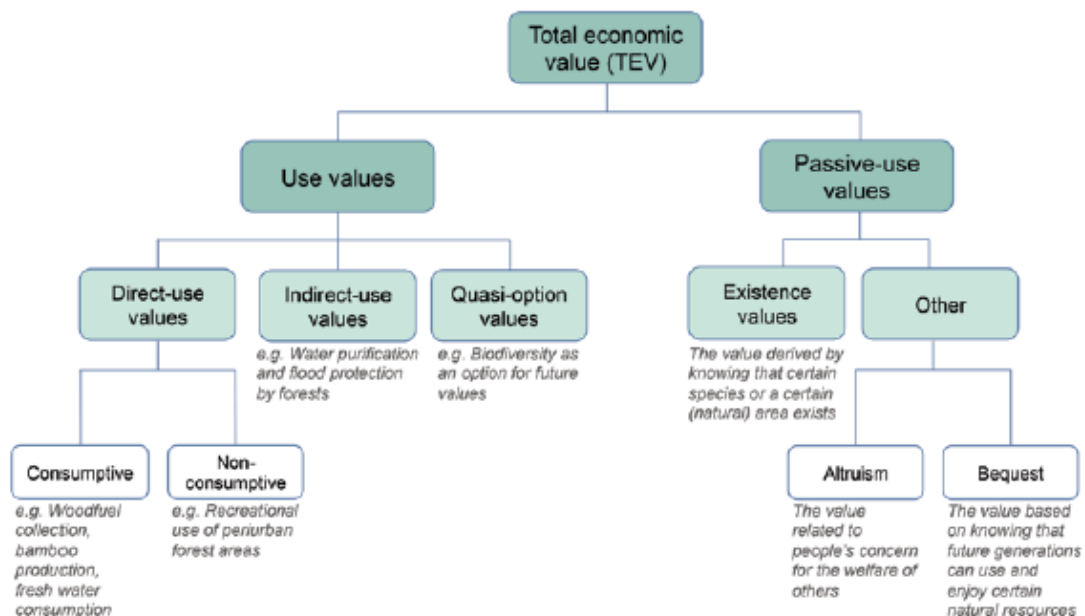 Total economic
value (TEV)
Use values
Passive-use
values
Direct-use
values
Indirect-use
values
e.g. Water purification
and flood protection
by forests
Quasi-option
values
e.g. Biodiversity as
an option for future
values
Existence
values
The value derived by
knowing that certain
species or a certain
(natural) area exists
Other
Consumptive
e.g. Woodfuel
collection,
bamboo
production,
fresh water
consumption
Non-
consumptive
e.g. Recreational
use of periurban
forest areas
Altruism
The value
related to
people's concern
for the welfare of
others
Bequest
The value based
on knowing that
future generations
can use and
enjoy certain
natural resources